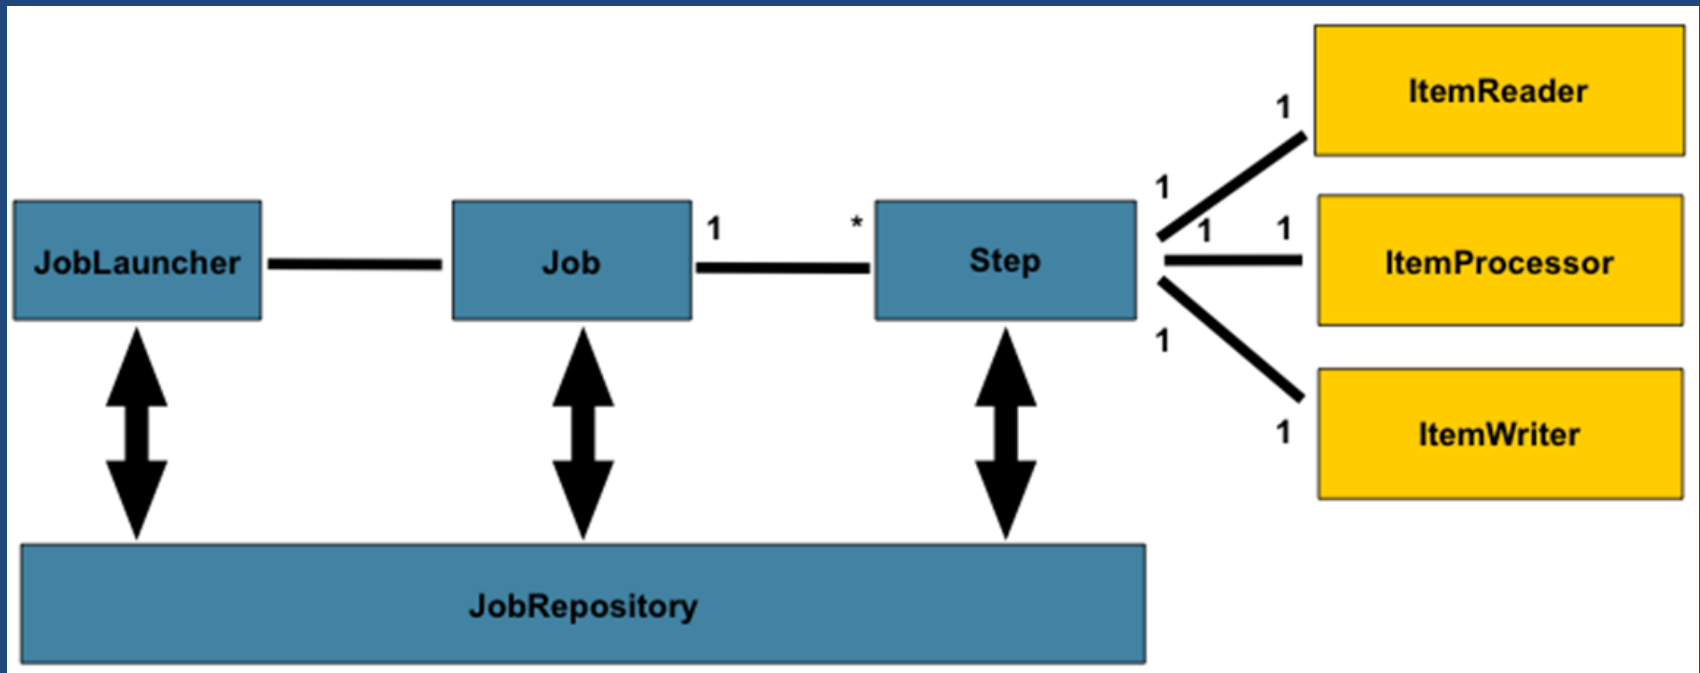 ItemReader
1
1
JobLauncher
Job
1
*
Step
1
1
ItemProcessor
1
1
ItemWriter
JobRepository